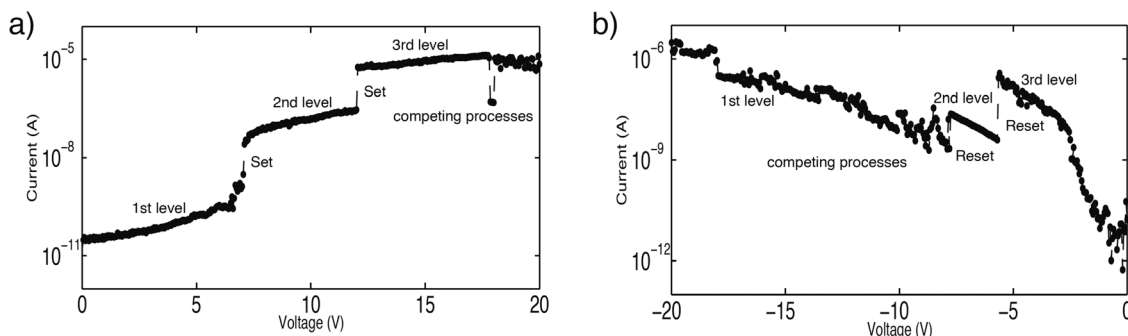 a)
10^-5
10^-8
10^-11
Current (A)
1st level
Set
2nd level
Set
3rd level
competing processes
0
5
10
15
20
Voltage (V)
b)
10^-6
10^-9
10^-12
Current (A)
1st level
competing processes
2nd level
Reset
Reset
3rd level
−20
−15
−10
−5
0
Voltage (V)